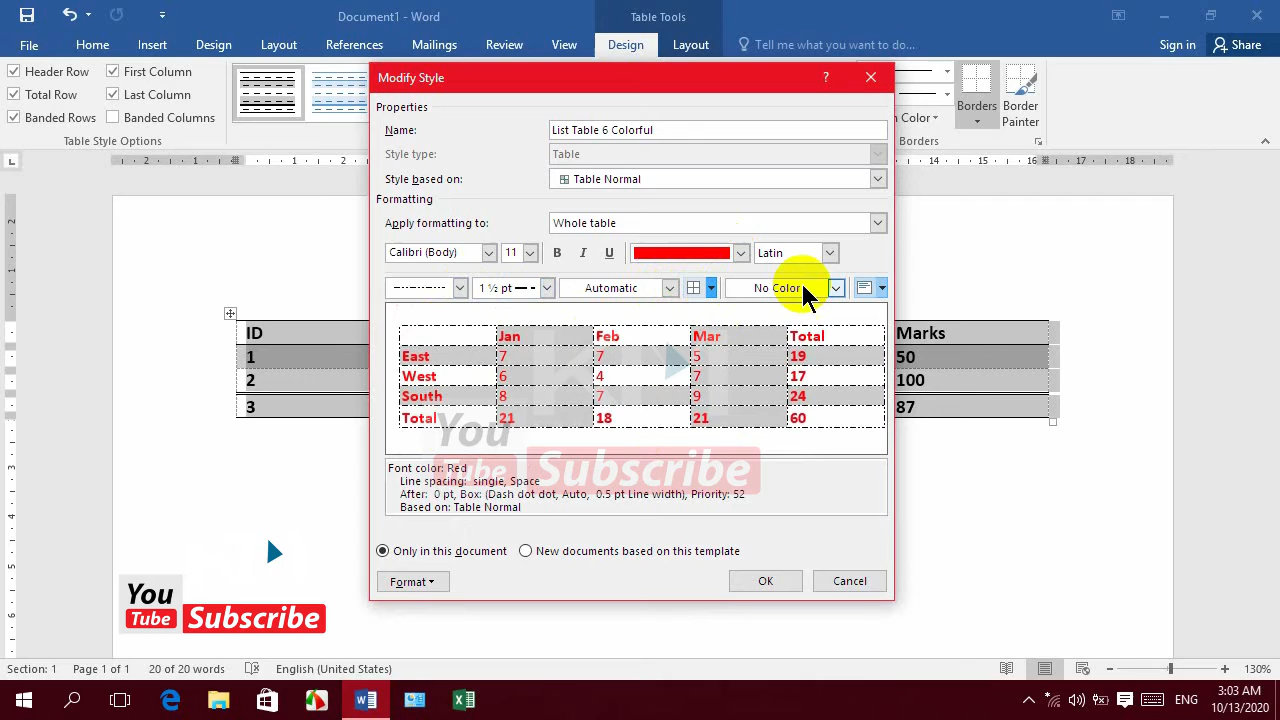 Document1 - Word
Table Tools
File Home Insert Design Layout References Mailings Review View Design Layout Tell me what you want to do... Sign in Share
Header Row First Column
Total Row Last Column
Banded Rows Banded Columns
Table Style Options
Borders
Border
Painter
Borders
Modify Style
?
Properties
Name: List Table 6 Colorful
Style type: Table
Style based on: Table Normal
Formatting
Apply formatting to: Whole table
Calibri (Body) 11 B I U Latin
1 ½ pt Automatic No Color
Jan Feb Mar Total
East 7 7 5 19
West 6 4 7 17
South 8 7 9 24
Total 21 18 21 60
Font color: Red
Line spacing: single, Space
After: 0 pt, Box: (Dash dot dot, Auto, 0.5 pt Line width), Priority: 52
Based on: Table Normal
Only in this document New documents based on this template
Format OK Cancel
ID Marks
1 50
2 100
3 87
You
Tube Subscribe
You
Tube Subscribe
Section: 1 Page 1 of 1 20 of 20 words English (United States) 130%
ENG 3:03 AM
10/13/2020